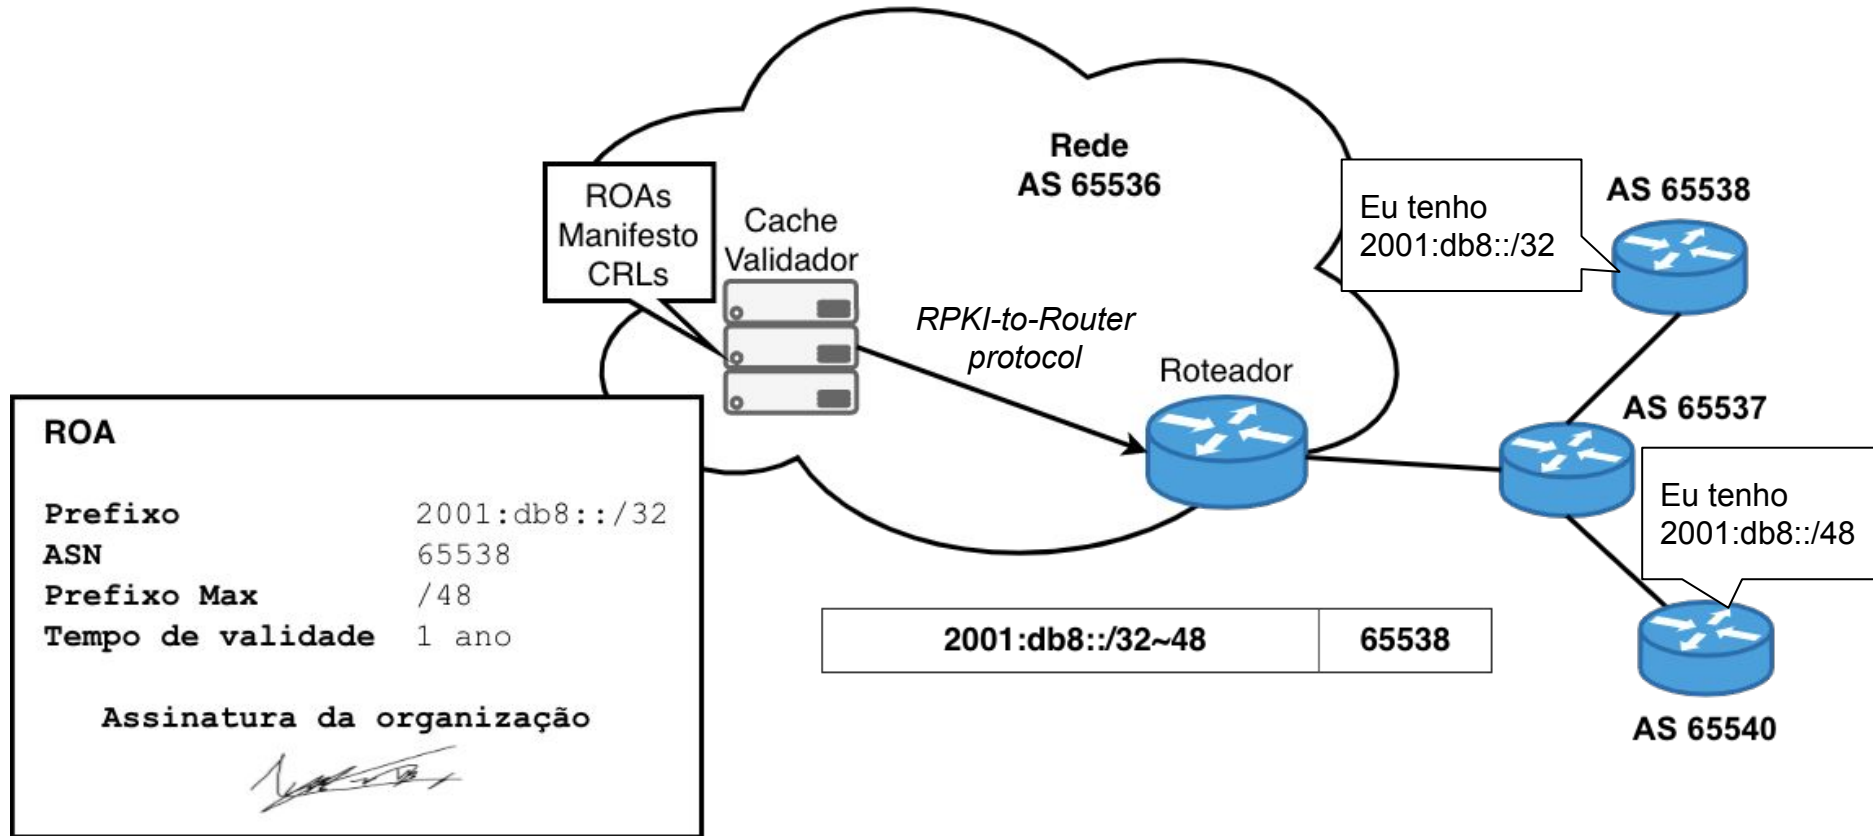 Rede
AS 65536
ROAs
Manifesto
CRLs
Cache
Validador
RPKI-to-Router
protocol
Roteador
Eu tenho
2001:db8::/32
AS 65538
AS 65537
Eu tenho
2001:db8::/48
AS 65540
ROA
Prefixo 2001:db8::/32
ASN 65538
Prefixo Max /48
Tempo de validade 1 ano
Assinatura da organização
2001:db8::/32~48 65538